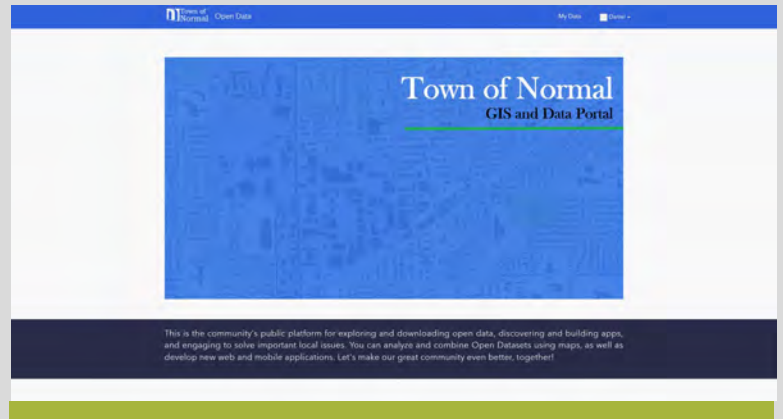 Town of
Normal Open Data
My Data
Town of Normal
GIS and Data Portal
This is the community's public platform for exploring and downloading open data, discovering and building apps,
and engaging to solve important local issues. You can analyze and combine Open Datasets using maps, as well as
develop new web and mobile applications. Let's make our great community even better, together!